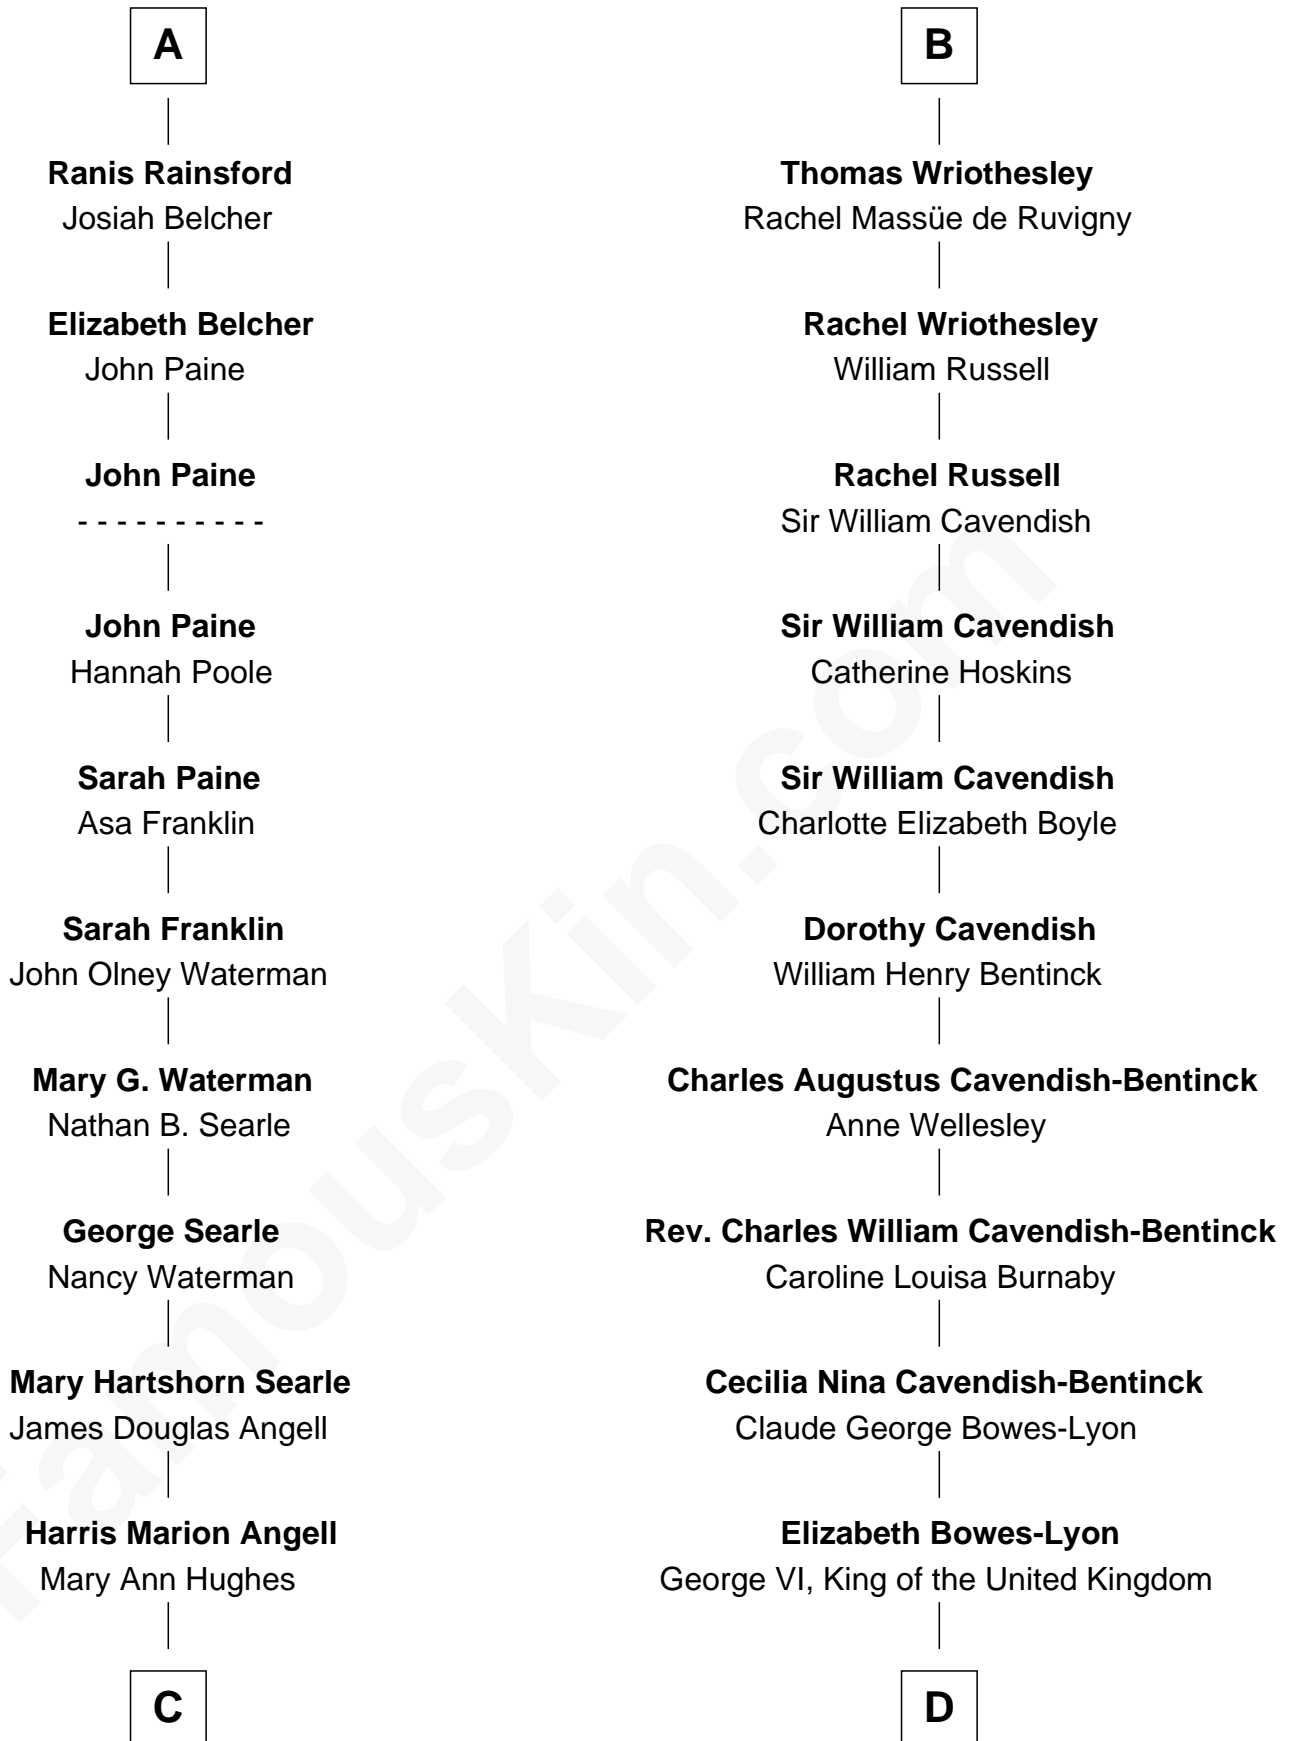 A
Ranis Rainsford
Josiah Belcher
Elizabeth Belcher
John Paine
John Paine
- - - - - - - - - -
John Paine
Hannah Poole
Sarah Paine
Asa Franklin
Sarah Franklin
John Olney Waterman
Mary G. Waterman
Nathan B. Searle
George Searle
Nancy Waterman
Mary Hartshorn Searle
James Douglas Angell
Harris Marion Angell
Mary Ann Hughes
C
B
Thomas Wriothesley
Rachel Massüe de Ruvigny
Rachel Wriothesley
William Russell
Rachel Russell
Sir William Cavendish
Sir William Cavendish
Catherine Hoskins
Sir William Cavendish
Charlotte Elizabeth Boyle
Dorothy Cavendish
William Henry Bentinck
Charles Augustus Cavendish-Bentinck
Anne Wellesley
Rev. Charles William Cavendish-Bentinck
Caroline Louisa Burnaby
Cecilia Nina Cavendish-Bentinck
Claude George Bowes-Lyon
Elizabeth Bowes-Lyon
George VI, King of the United Kingdom
D
FamousKin.com